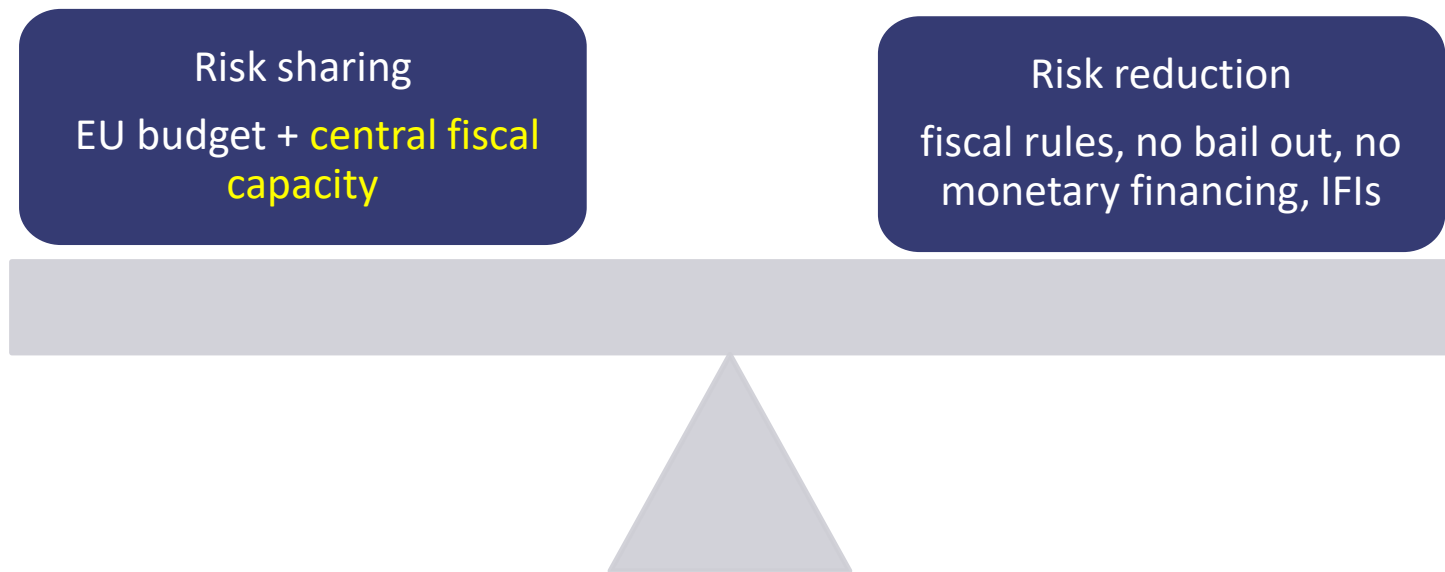 Risk sharing
EU budget + central fiscal
capacity
Risk reduction
fiscal rules, no bail out, no
monetary financing, IFIs